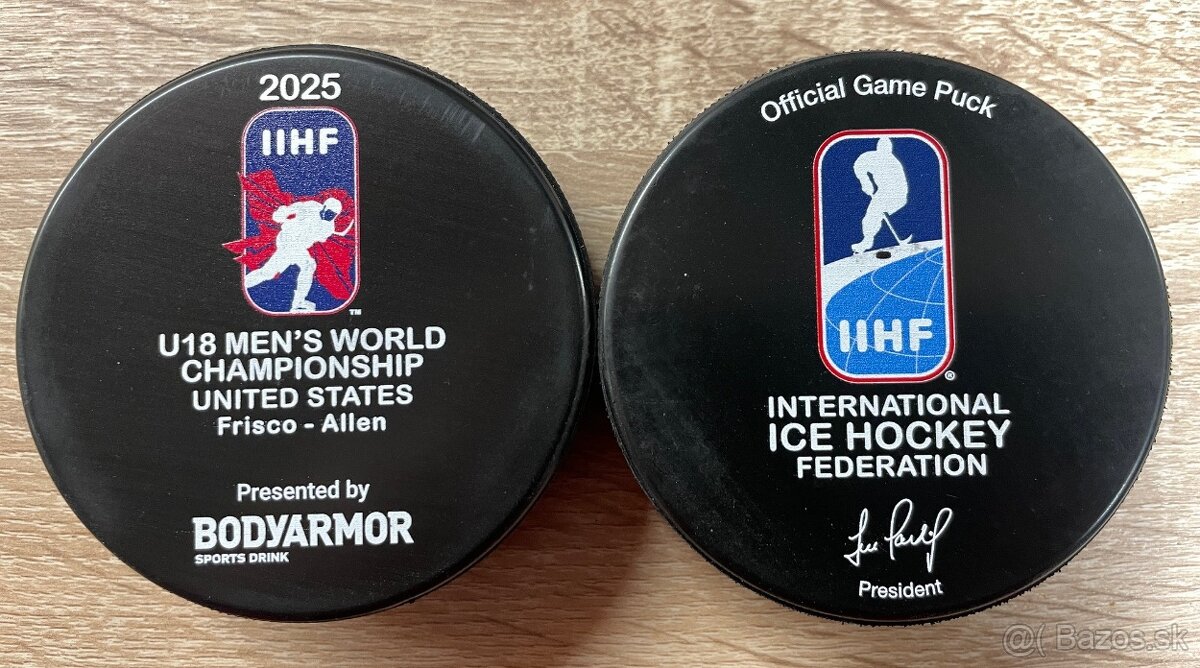 2025
IIHF
TM
U18 MEN'S WORLD
CHAMPIONSHIP
UNITED STATES
Frisco - Allen
Presented by
BODYARMOR
SPORTS DRINK
Official Game Puck
IIHF
®
INTERNATIONAL
ICE HOCKEY
FEDERATION
President
@( Bazos.sk